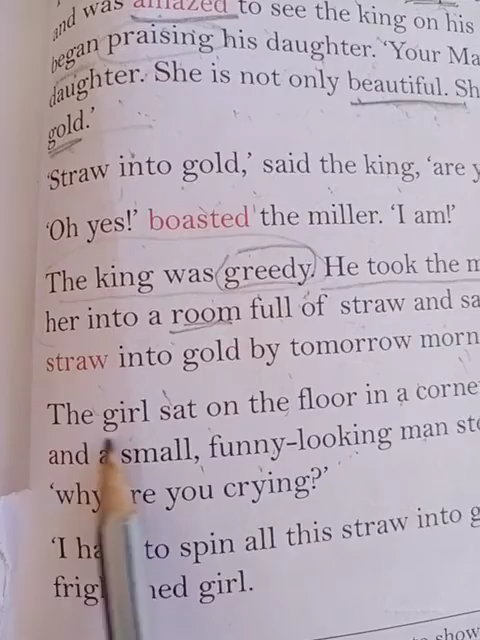 and was amazed to see the king on his
began praising his daughter. 'Your Ma
daughter. She is not only beautiful. Sh
gold.'
'Straw into gold,' said the king, 'are y
'Oh yes!' boasted the miller. 'I am!'
The king was greedy. He took the m
her into a room full of straw and sa
straw into gold by tomorrow morn
The girl sat on the floor in a corne
and a small, funny-looking man sto
'why re you crying?'
'I ha to spin all this straw into g
frig ned girl.
show